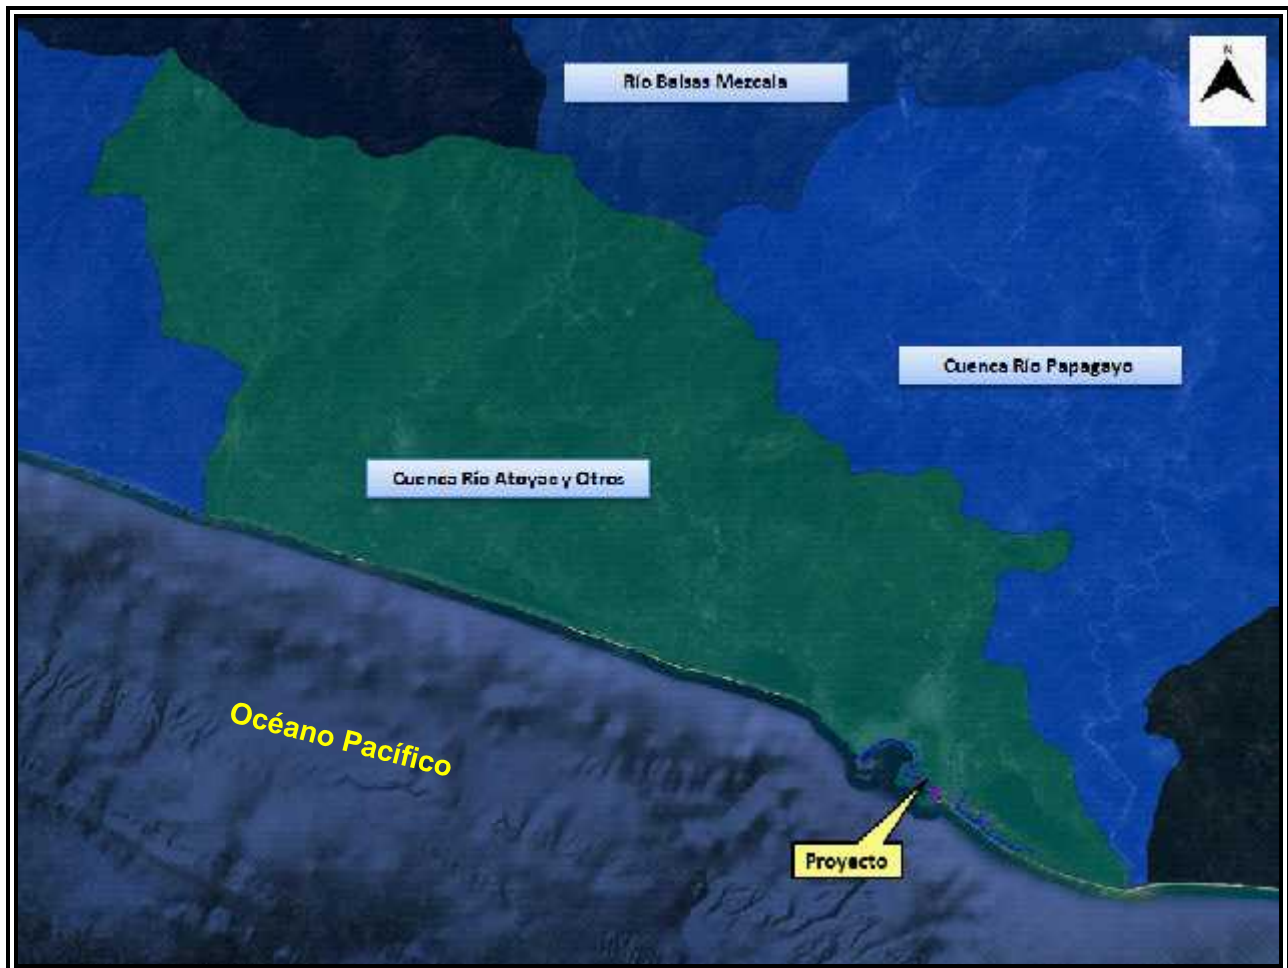 N
Río Balsas Mezcala
Cuenca Río Papagayo
Cuenca Río Atoyac y Otros
Océano Pacífico
Proyecto